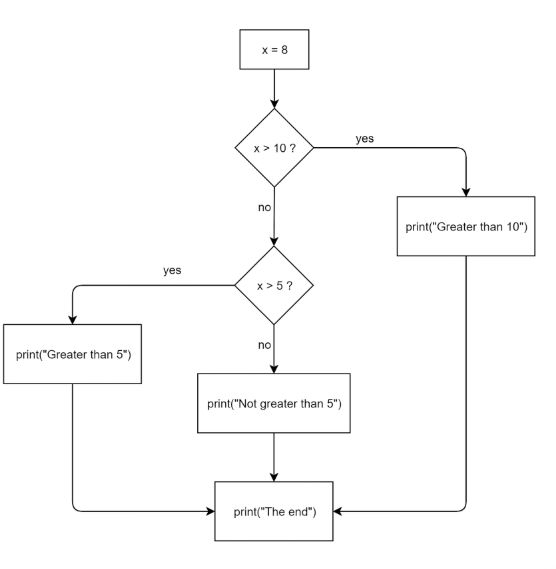 x = 8
x > 10 ?
yes
no
print("Greater than 10")
yes
x > 5 ?
print("Greater than 5")
no
print("Not greater than 5")
print("The end")